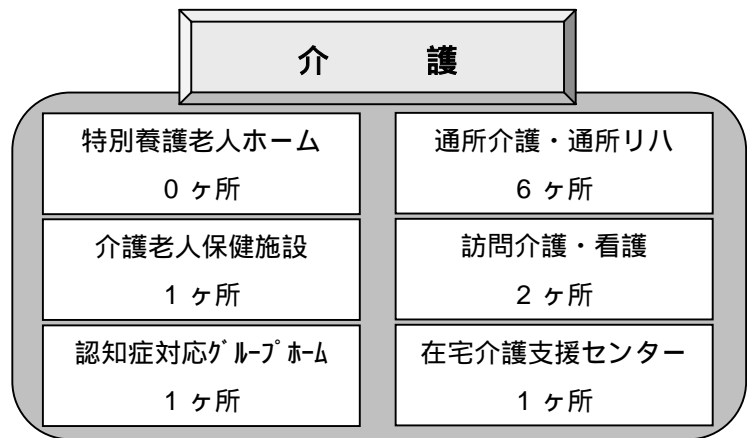 介　　護
特別養護老人ホーム
0 ヶ所
介護老人保健施設
1 ヶ所
認知症対応ｸﾞﾙｰﾌﾟﾎｰﾑ
1 ヶ所
通所介護・通所リハ
6 ヶ所
訪問介護・看護
2 ヶ所
在宅介護支援センター
1 ヶ所